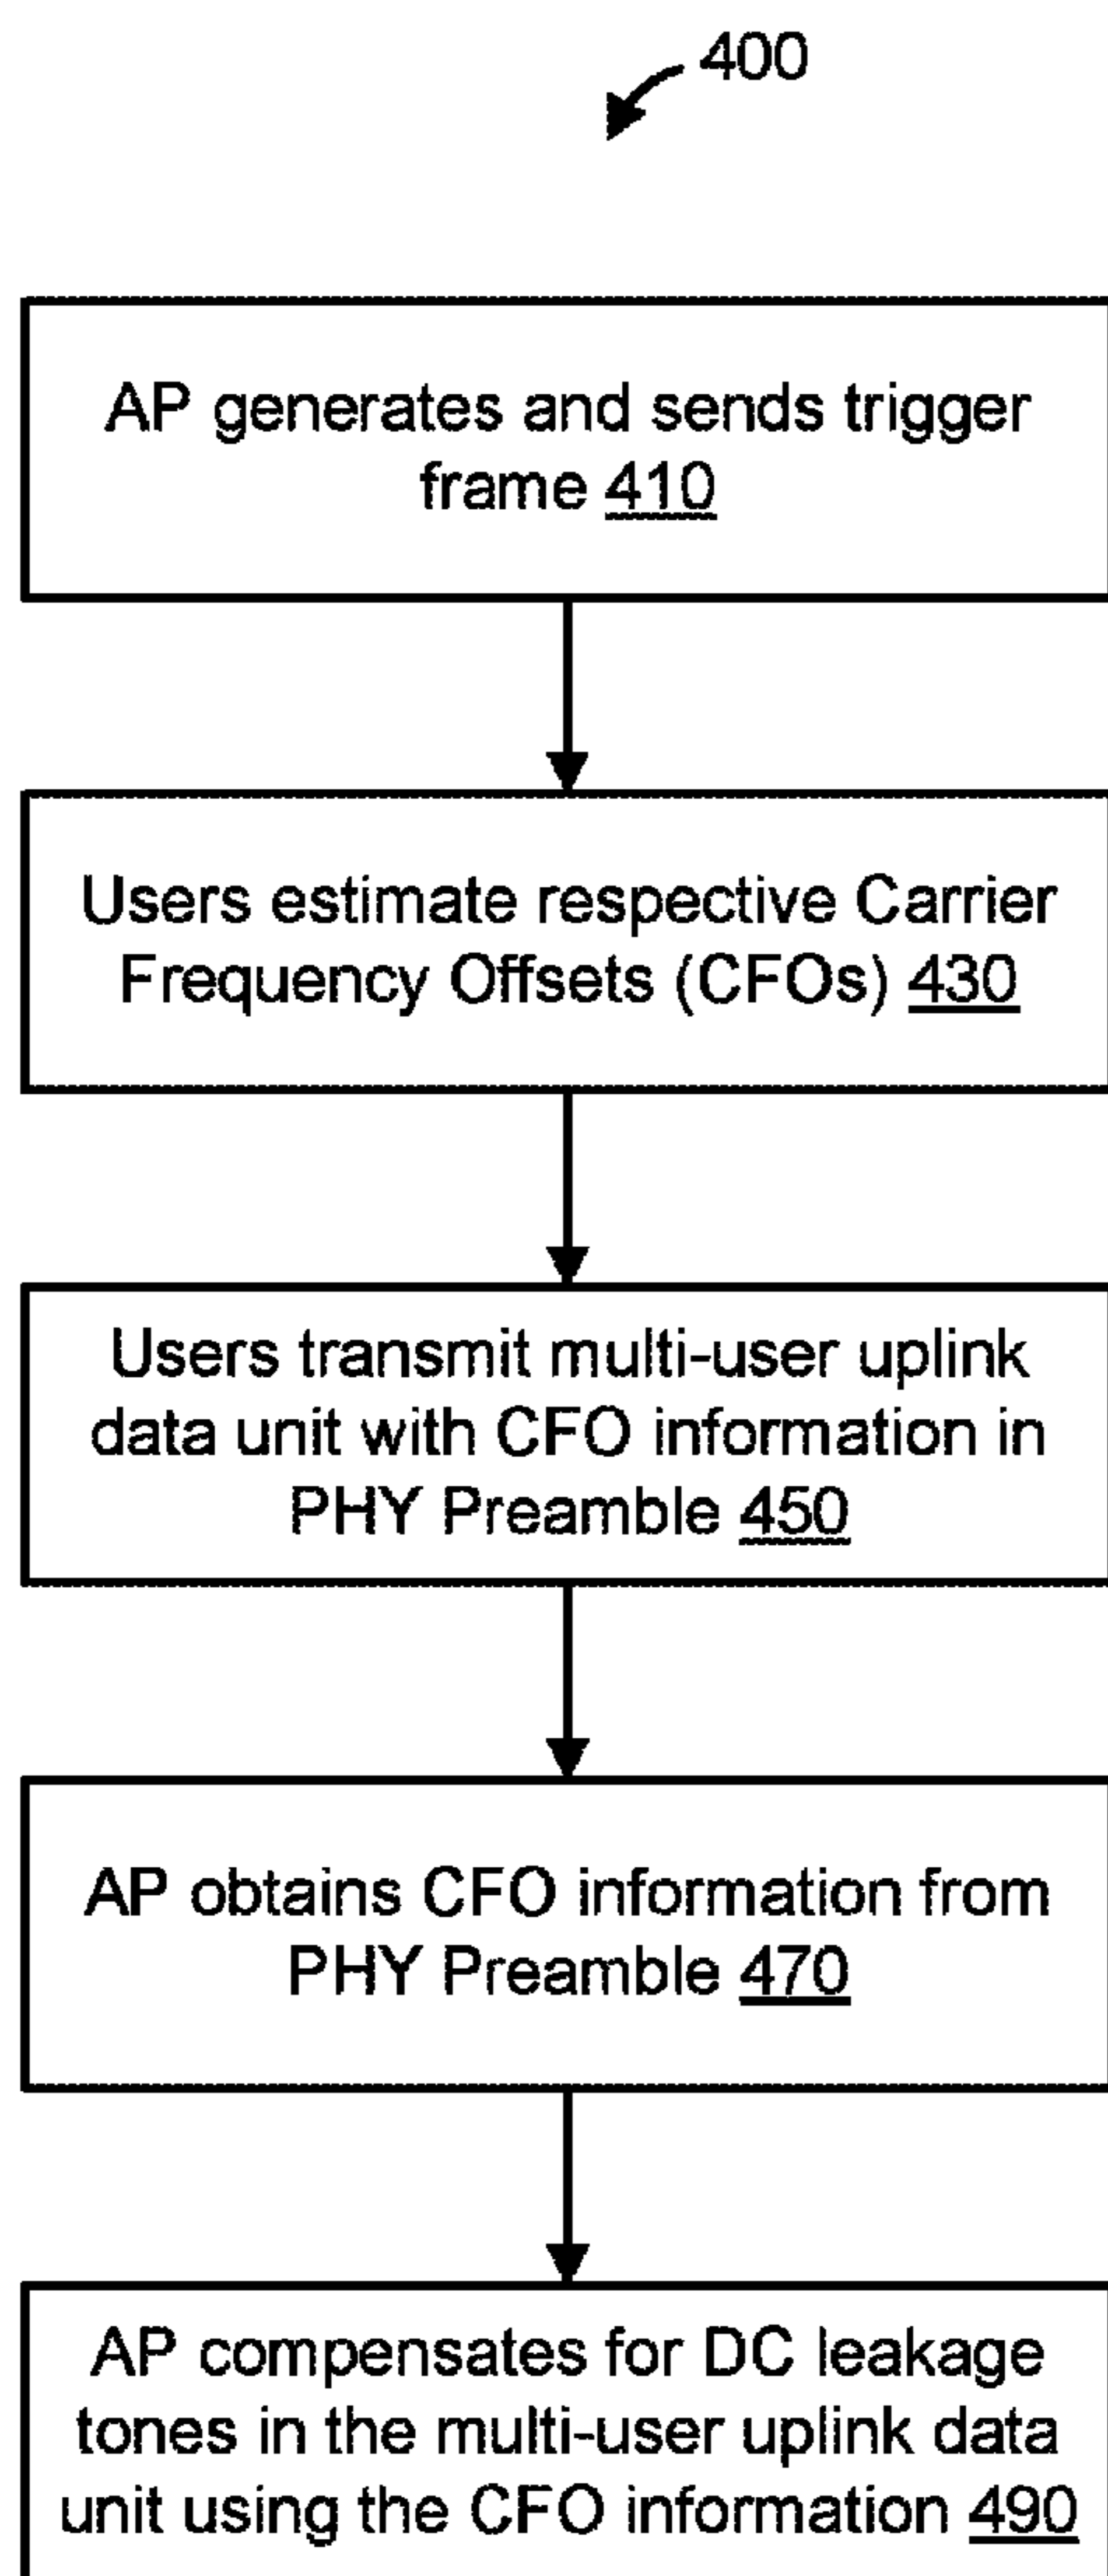 400
AP generates and sends trigger
frame 410
Users estimate respective Carrier
Frequency Offsets (CFOs) 430
Users transmit multi-user uplink
data unit with CFO information in
PHY Preamble 450
AP obtains CFO information from
PHY Preamble 470
AP compensates for DC leakage
tones in the multi-user uplink data
unit using the CFO information 490